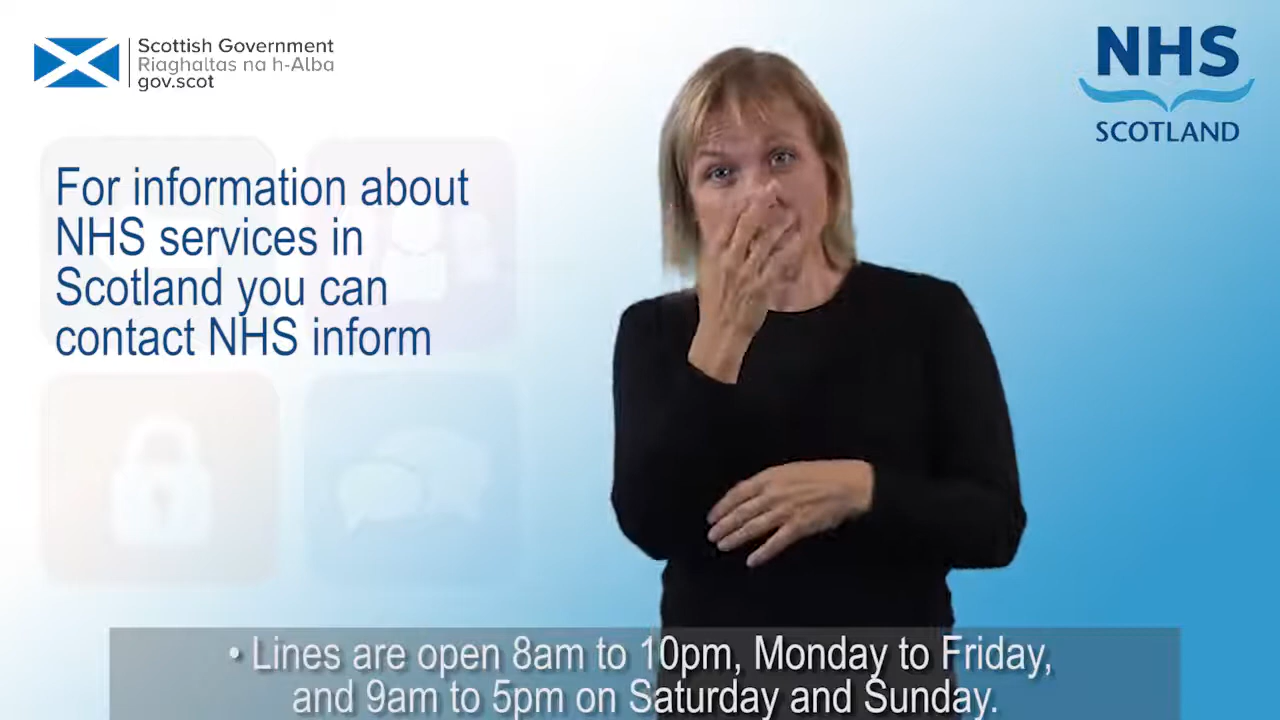 Scottish Government
Riaghaltas na h-Alba
gov.scot
NHS
SCOTLAND
For information about
NHS services in
Scotland you can
contact NHS inform
• Lines are open 8am to 10pm, Monday to Friday,
and 9am to 5pm on Saturday and Sunday.